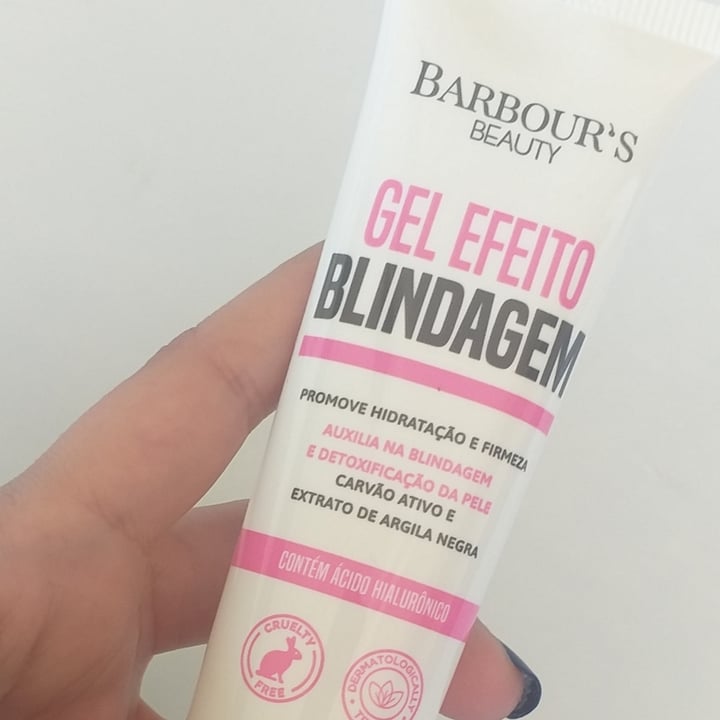 BARBOUR'S
BEAUTY
GEL EFEITO
BLINDAGEM
PROMOVE HIDRATAÇÃO E FIRMEZA
AUXILIA NA BLINDAGEM
E DETOXIFICAÇÃO DA PELE
CARVÃO ATIVO E
EXTRATO DE ARGILA NEGRA
CONTÉM ÁCIDO HIALURÔNICO
CRUELTY
FREE
DERMATOLOGICALLY